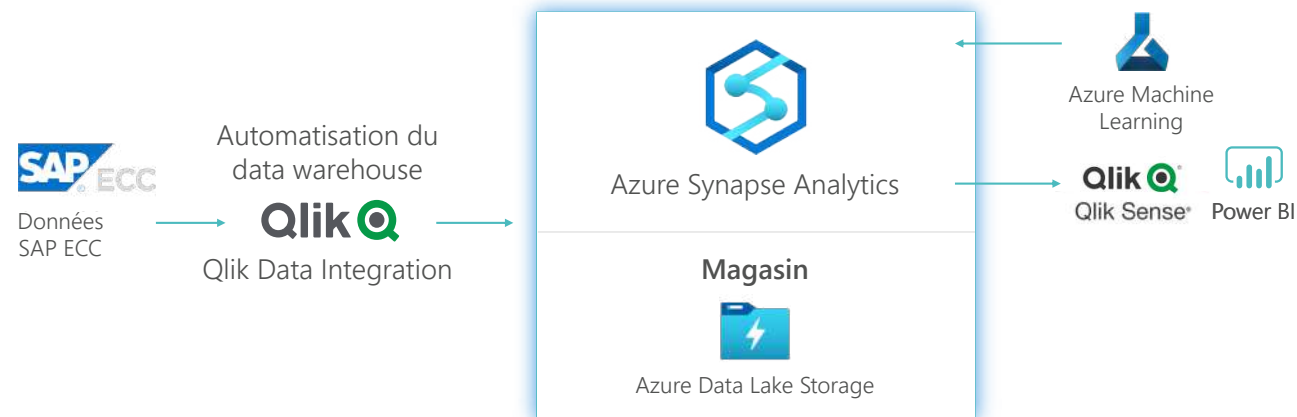 SAP ECC
Données
SAP ECC
Automatisation du
data warehouse
Qlik
Qlik Data Integration
Azure Synapse Analytics
Magasin
Azure Data Lake Storage
Azure Machine
Learning
Qlik
Qlik Sense®
Power BI